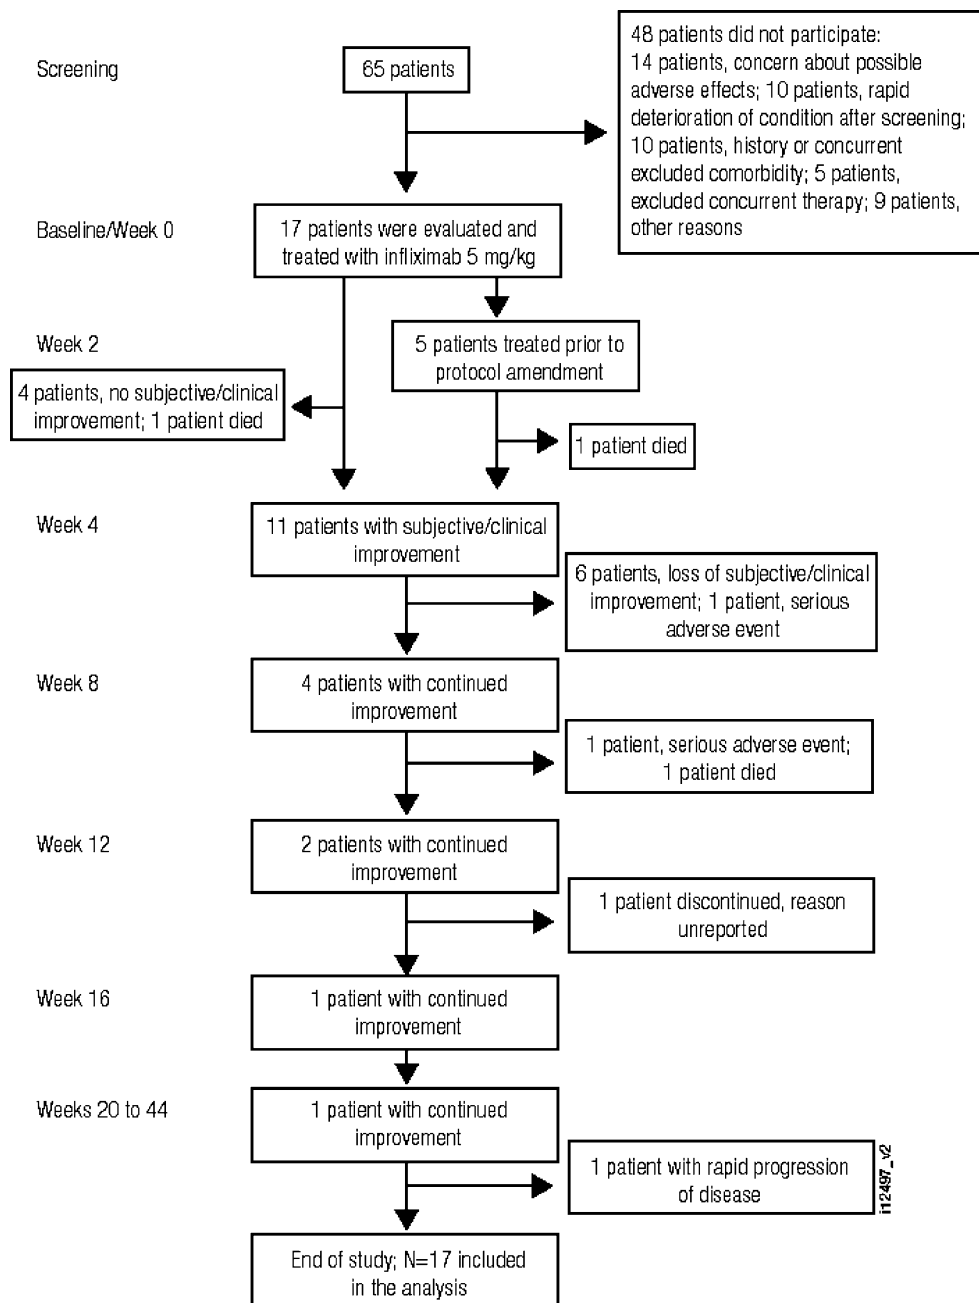 Screening
65 patients
48 patients did not participate:
14 patients, concern about possible
adverse effects; 10 patients, rapid
deterioration of condition after screening;
10 patients, history or concurrent
excluded comorbidity; 5 patients,
excluded concurrent therapy; 9 patients,
other reasons
Baseline/Week 0
17 patients were evaluated and
treated with infliximab 5 mg/kg
Week 2
5 patients treated prior to
protocol amendment
4 patients, no subjective/clinical
improvement; 1 patient died
1 patient died
Week 4
11 patients with subjective/clinical
improvement
6 patients, loss of subjective/clinical
improvement; 1 patient, serious
adverse event
Week 8
4 patients with continued
improvement
1 patient, serious adverse event;
1 patient died
Week 12
2 patients with continued
improvement
1 patient discontinued, reason
unreported
Week 16
1 patient with continued
improvement
Weeks 20 to 44
1 patient with continued
improvement
1 patient with rapid progression
of disease
i12497_v2
End of study; N=17 included
in the analysis